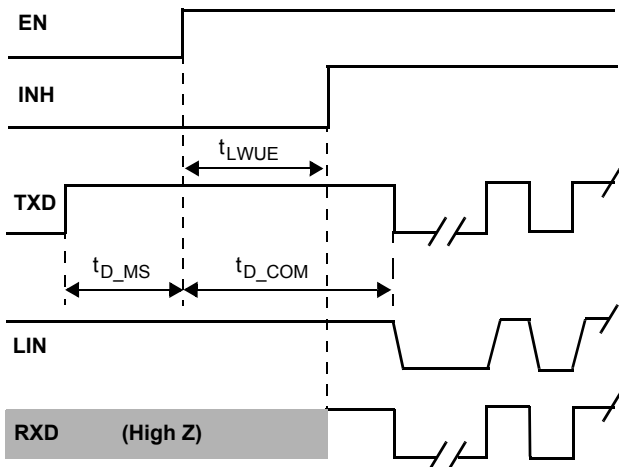 EN
INH
tLWUE
TXD
tD_MS tD_COM
LIN
RXD (High Z)